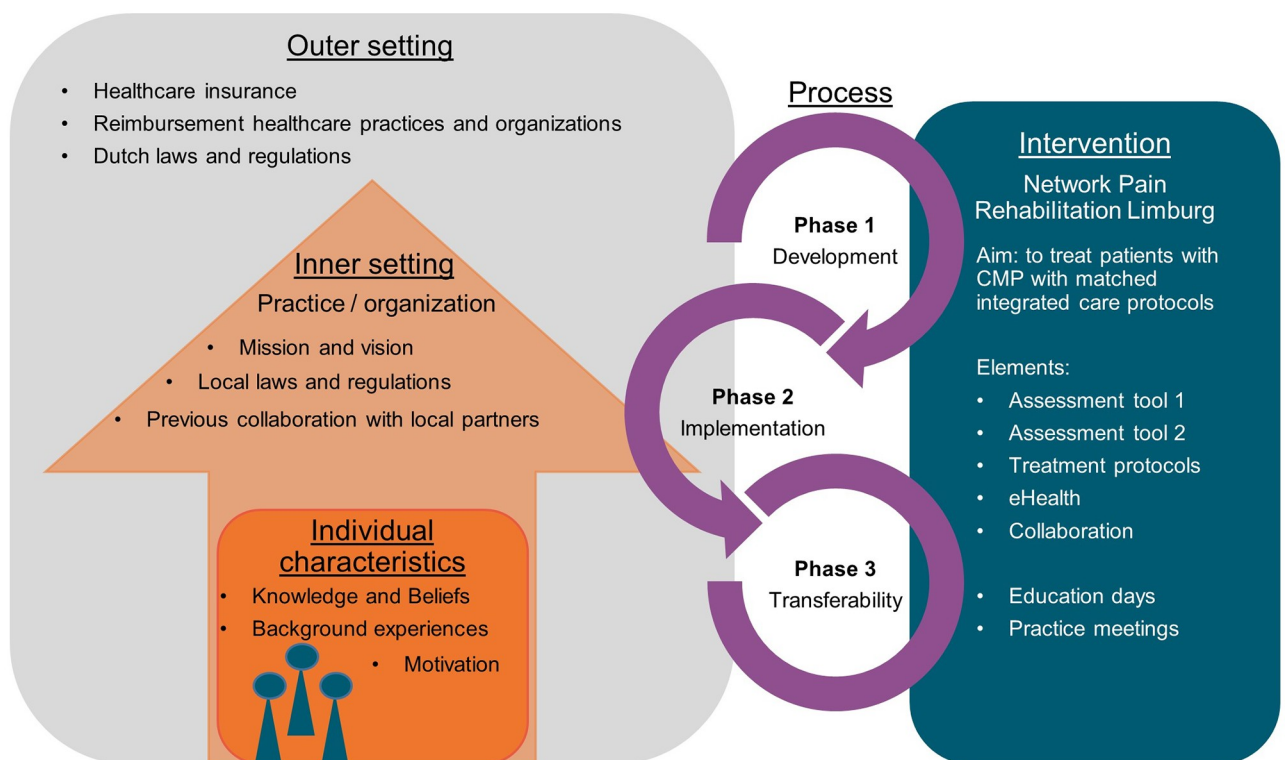 Outer setting
• Healthcare insurance
• Reimbursement healthcare practices and organizations
• Dutch laws and regulations
Inner setting
Practice / organization
• Mission and vision
• Local laws and regulations
• Previous collaboration with local partners
Individual
characteristics
• Knowledge and Beliefs
• Background experiences
• Motivation
Process
Phase 1
Development
Phase 2
Implementation
Phase 3
Transferability
Intervention
Network Pain
Rehabilitation Limburg
Aim: to treat patients with
CMP with matched
integrated care protocols
Elements:
• Assessment tool 1
• Assessment tool 2
• Treatment protocols
• eHealth
• Collaboration
• Education days
• Practice meetings